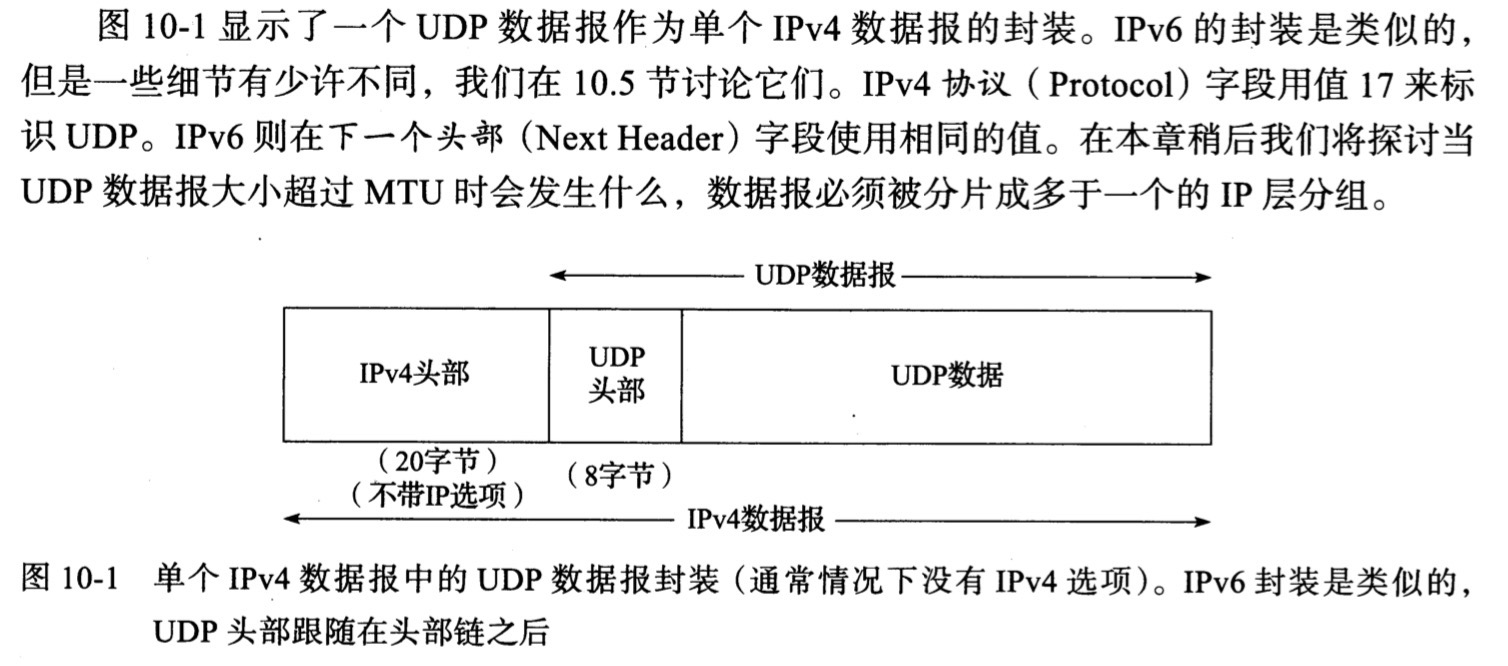 图 10-1 显示了一个 UDP 数据报作为单个 IPv4 数据报的封装。IPv6 的封装是类似的，
但是一些细节有少许不同，我们在 10.5 节讨论它们。IPv4 协议（Protocol）字段用值 17 来标
识 UDP。IPv6 则在下一个头部（Next Header）字段使用相同的值。在本章稍后我们将探讨当
UDP 数据报大小超过 MTU 时会发生什么，数据报必须被分片成多于一个的 IP 层分组。
UDP数据报
IPv4头部
UDP
头部
UDP数据
（20字节）
（不带IP选项）
（8字节）
IPv4数据报
图 10-1 单个 IPv4 数据报中的 UDP 数据报封装（通常情况下没有 IPv4 选项）。IPv6 封装是类似的，
UDP 头部跟随在头部链之后